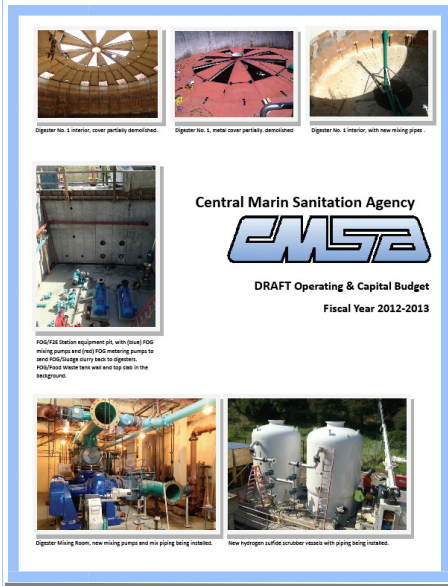 Digester No. 1 interior, cover partially demolished.
Digester No. 1, metal cover partially. demolished
Digester No. 1 interior, with new mixing pipes .
Central Marin Sanitation Agency
CMSA
DRAFT Operating & Capital Budget
Fiscal Year 2012-2013
FOG/F2E Station equipment pit, with (blue) FOG
mixing pumps and (red) FOG metering pumps to
send FOG/Sludge slurry back to digesters.
FOG/Food Waste tank wall and top slab in the
background.
Digester Mixing Room, new mixing pumps and mix piping being installed.
New hydrogen sulfide scrubber vessels with piping being installed.